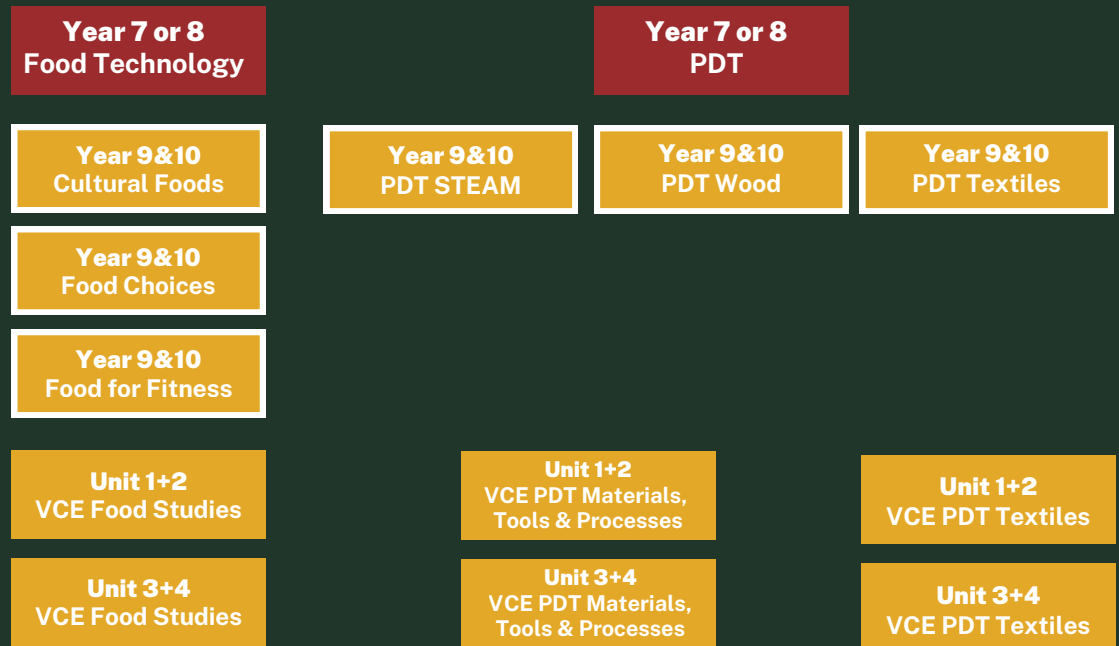 Year 7 or 8
Food Technology
Year 7 or 8
PDT
Year 9&10
Cultural Foods
Year 9&10
PDT STEAM
Year 9&10
PDT Wood
Year 9&10
PDT Textiles
Year 9&10
Food Choices
Year 9&10
Food for Fitness
Unit 1+2
VCE Food Studies
Unit 1+2
VCE PDT Materials,
Tools & Processes
Unit 1+2
VCE PDT Textiles
Unit 3+4
VCE Food Studies
Unit 3+4
VCE PDT Materials,
Tools & Processes
Unit 3+4
VCE PDT Textiles